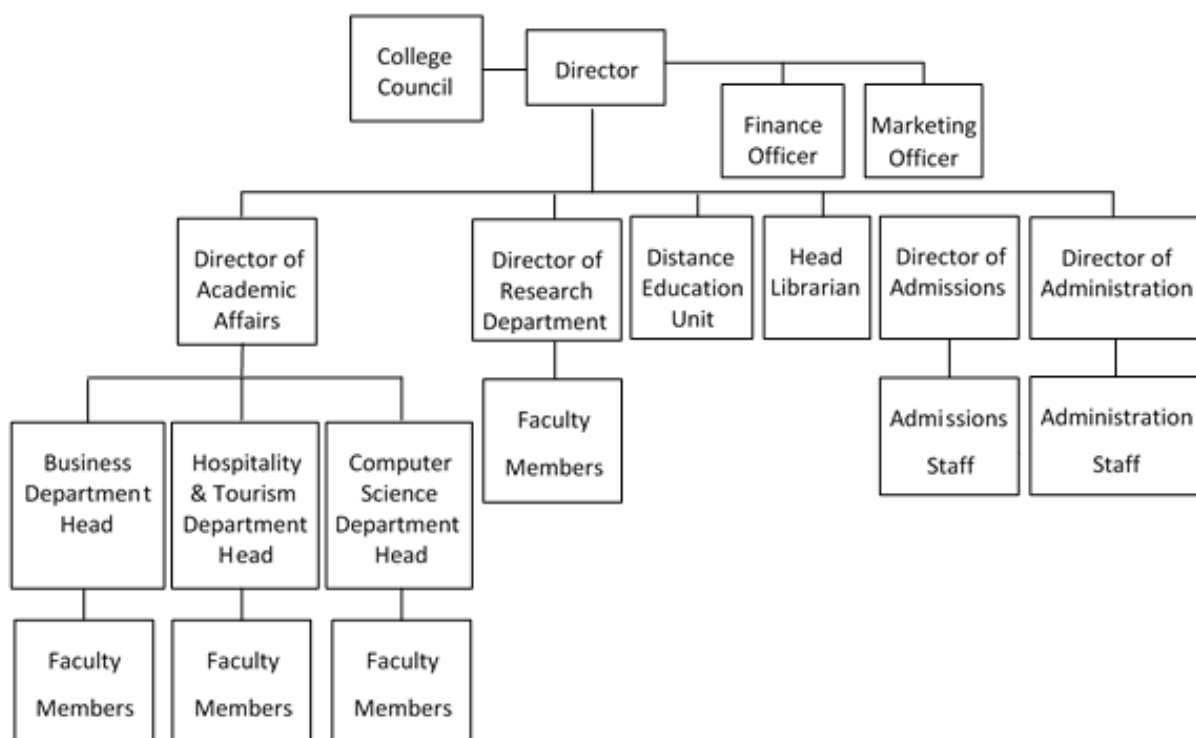 College
Council
Director
Finance
Officer
Marketing
Officer
Director of
Academic
Affairs
Director of
Research
Department
Distance
Education
Unit
Head
Librarian
Director of
Admissions
Director of
Administration
Faculty
Members
Admissions
Staff
Administration
Staff
Business
Department
Head
Hospitality
& Tourism
Department
Head
Computer
Science
Department
Head
Faculty
Members
Faculty
Members
Faculty
Members